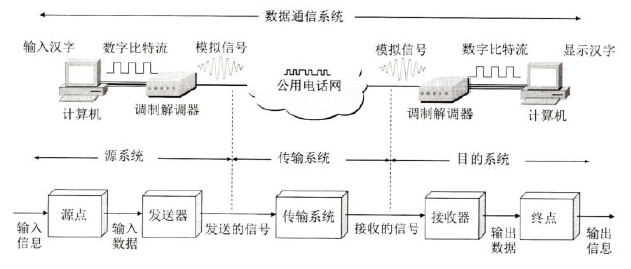 数据通信系统
输入汉字
数字比特流
模拟信号
模拟信号
数字比特流
显示汉字
公用电话网
计算机
调制解调器
调制解调器
计算机
源系统
传输系统
目的系统
源点
发送器
传输系统
接收器
终点
输入
信息
输入
数据
发送的信号
接收的信号
输出
数据
输出
信息